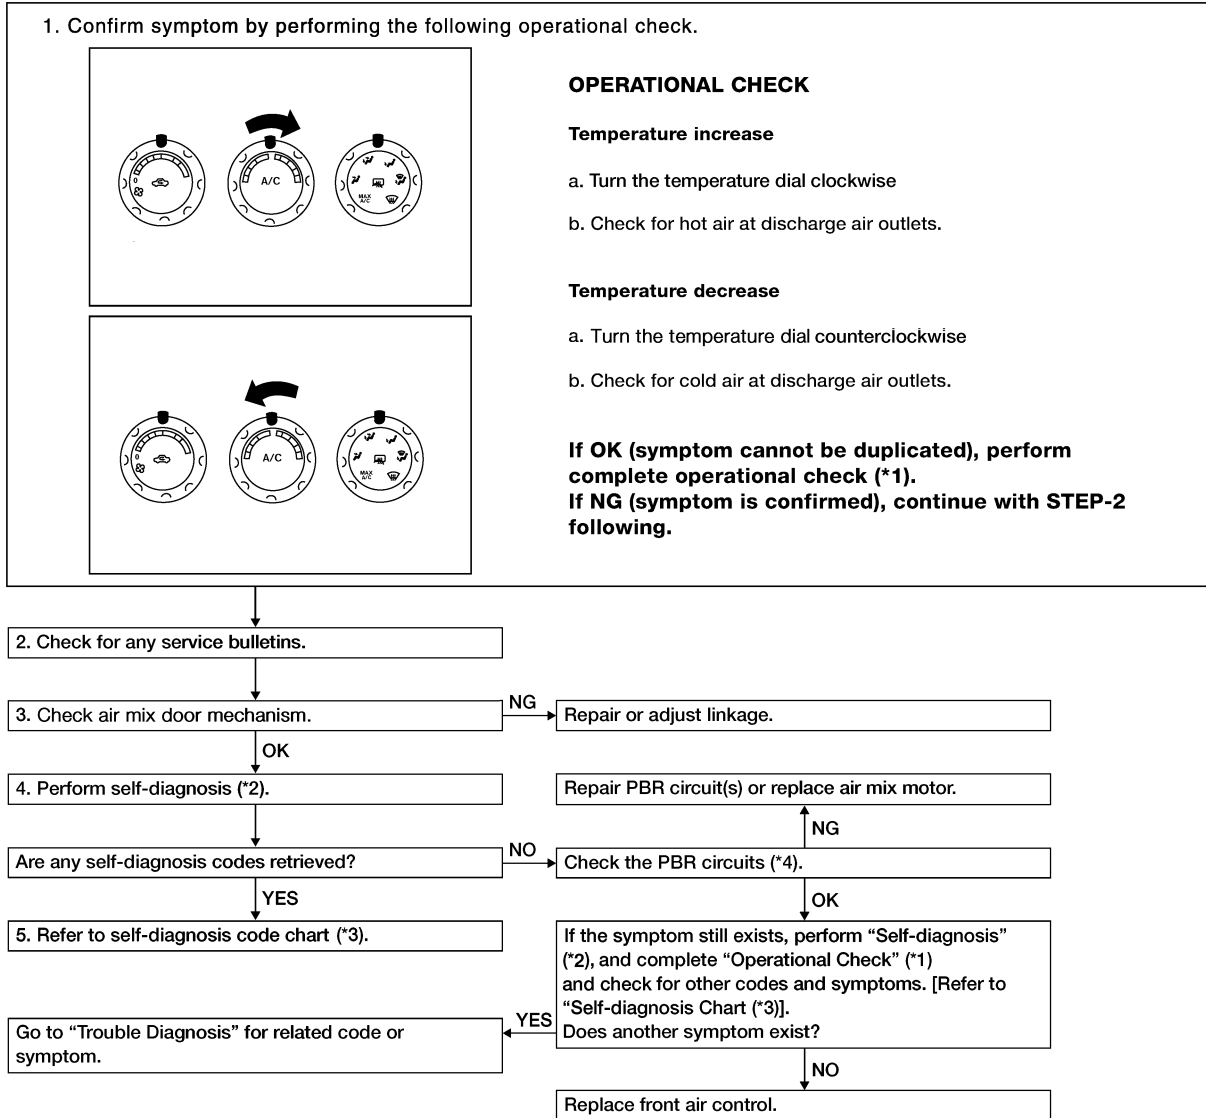 1. Confirm symptom by performing the following operational check.
A/C
MAX
A/C
OPERATIONAL CHECK
Temperature increase
a. Turn the temperature dial clockwise
b. Check for hot air at discharge air outlets.
0
A/C
MAX
A/C
0
Temperature decrease
a. Turn the temperature dial counterclockwise
b. Check for cold air at discharge air outlets.
If OK (symptom cannot be duplicated), perform
complete operational check (*1).
If NG (symptom is confirmed), continue with STEP-2
following.
2. Check for any service bulletins.
3. Check air mix door mechanism.
NG
Repair or adjust linkage.
OK
4. Perform self-diagnosis (*2).
Repair PBR circuit(s) or replace air mix motor.
NG
Are any self-diagnosis codes retrieved?
NO
Check the PBR circuits (*4).
YES
OK
5. Refer to self-diagnosis code chart (*3).
If the symptom still exists, perform “Self-diagnosis”
(*2), and complete “Operational Check” (*1)
and check for other codes and symptoms. [Refer to
“Self-diagnosis Chart (*3)].
Does another symptom exist?
YES
Go to “Trouble Diagnosis” for related code or
symptom.
NO
Replace front air control.